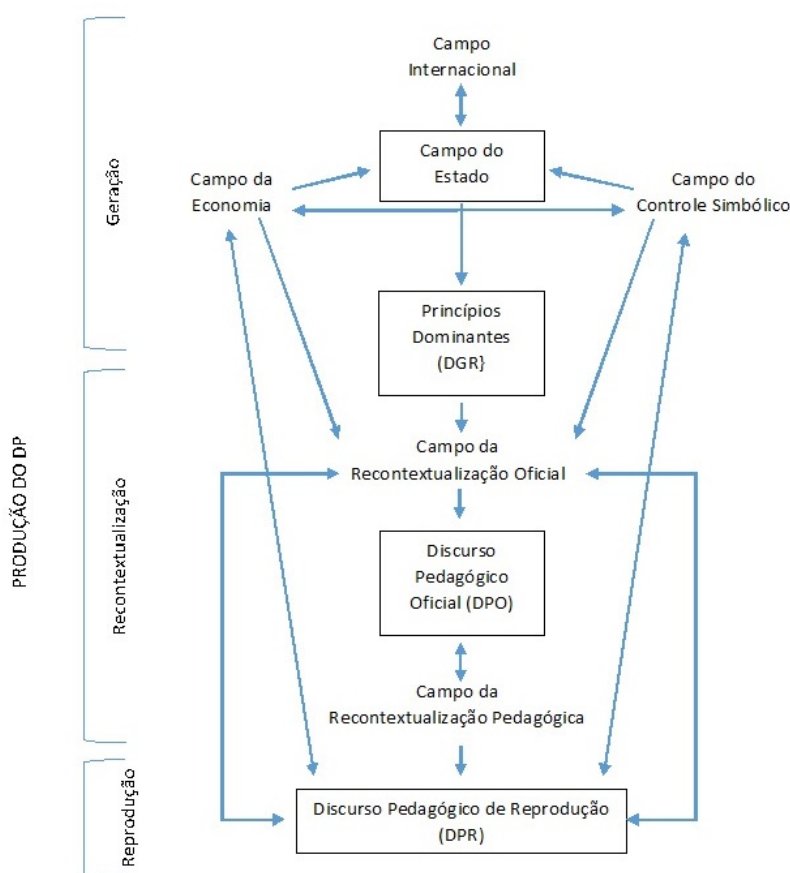 Campo
Internacional
Campo do
Estado
Campo da
Economia
Campo do
Controle Simbólico
Princípios
Dominantes
(DGR}
Campo da
Recontextualização Oficial
Discurso
Pedagógico
Oficial (DPO)
Campo da
Recontextualização Pedagógica
Discurso Pedagógico de Reprodução
(DPR)
PRODUÇÃO DO DP
Geração
Recontextualização
Reprodução